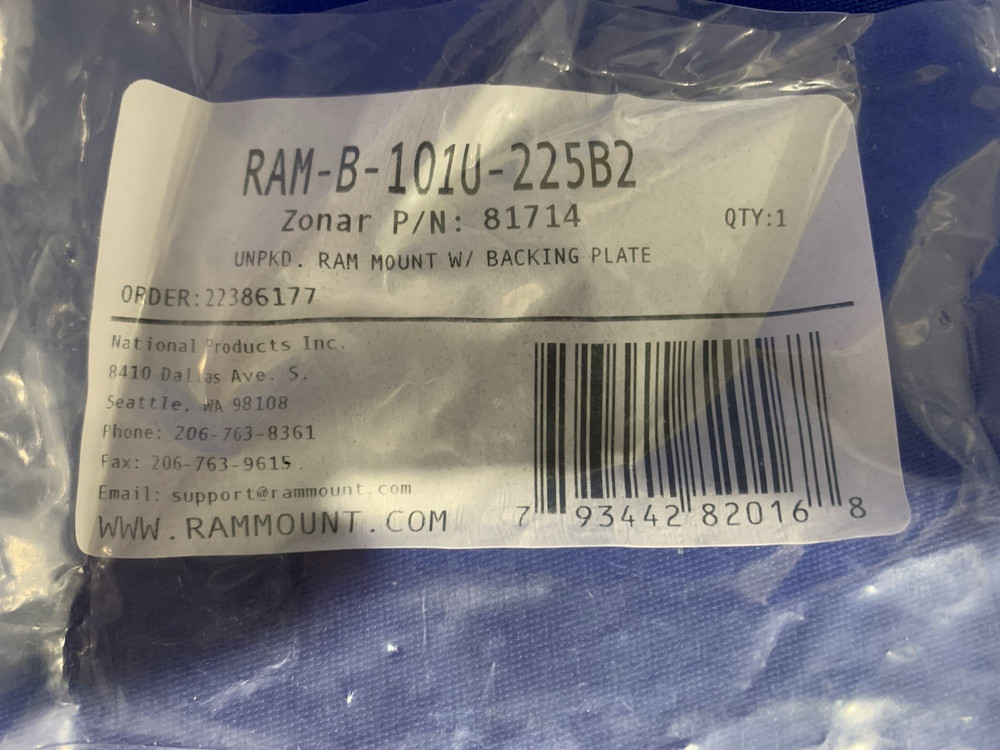 RAM-B-101U-225B2
Zonar P/N: 81714
QTY:1
UNPKD. RAM MOUNT W/ BACKING PLATE
ORDER:22386177
National Products Inc.
8410 Dallas Ave. S.
Seattle, WA 98108
Phone: 206-763-8361
Fax: 206-763-9615
Email: support@rammount.com
WWW.RAMMOUNT.COM
7 93442 82016 8